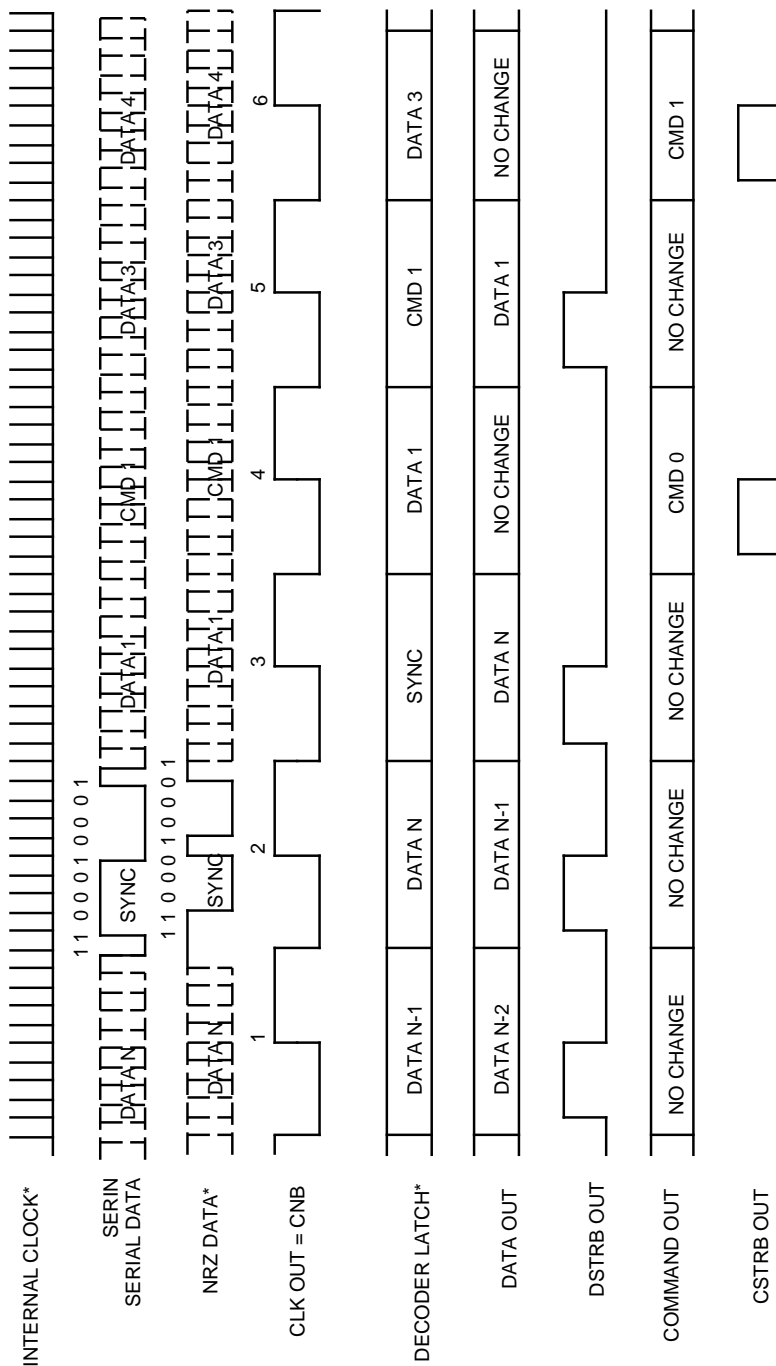 INTERNAL CLOCK*
1 1 0 0 0 1 0 0 0 1
SERIN
SERIAL DATA
DATA N
SYNC
DATA 1
CMD 1
DATA 3
DATA 4
1 1 0 0 0 1 0 0 0 1
NRZ DATA*
DATA N
SYNC
DATA 1
CMD 1
DATA 3
DATA 4
1
2
3
4
5
6
CLK OUT = CNB
DECODER LATCH*
DATA N-1
DATA N
SYNC
DATA 1
CMD 1
DATA 3
DATA OUT
DATA N-2
DATA N-1
DATA N
NO CHANGE
DATA 1
NO CHANGE
DSTRB OUT
COMMAND OUT
NO CHANGE
NO CHANGE
NO CHANGE
CMD 0
NO CHANGE
CMD 1
CSTRB OUT